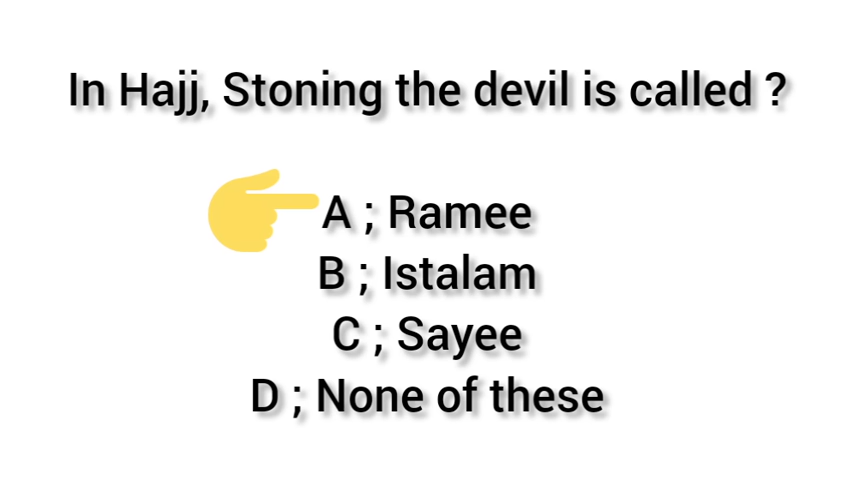 In Hajj, Stoning the devil is called ?
A ; Ramee
B ; Istalam
C ; Sayee
D ; None of these